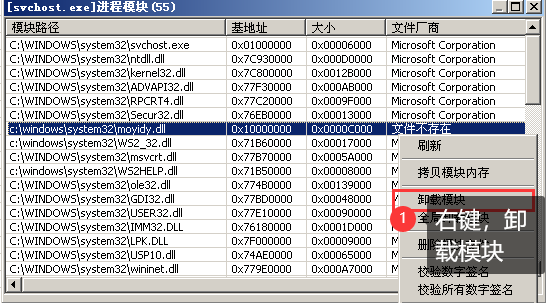 [svchost.exe]进程模块(55)
模块路径 基地址 大小 文件厂商
C:\WINDOWS\system32\svchost.exe 0x01000000 0x00006000 Microsoft Corporation
C:\WINDOWS\system32\ntdll.dll 0x7C930000 0x000D0000 Microsoft Corporation
C:\WINDOWS\system32\kernel32.dll 0x7C800000 0x0012B000 Microsoft Corporation
C:\WINDOWS\system32\ADVAPI32.dll 0x77F30000 0x000AB000 Microsoft Corporation
C:\WINDOWS\system32\RPCRT4.dll 0x77C20000 0x0009F000 Microsoft Corporation
C:\WINDOWS\system32\Secur32.dll 0x76EB0000 0x00013000 Microsoft Corporation
c:\windows\system32\moyidy.dll 0x10000000 0x0000C000 文件不存在
c:\windows\system32\WS2_32.dll 0x71B60000 0x00017000 M
C:\WINDOWS\system32\msvcrt.dll 0x77B70000 0x0005A000 M
c:\windows\system32\WS2HELP.dll 0x71B50000 0x00008000 M
C:\WINDOWS\system32\ole32.dll 0x774B0000 0x00139000 M
C:\WINDOWS\system32\GDI32.dll 0x77BD0000 0x00048000 M
C:\WINDOWS\system32\USER32.dll 0x77E10000 0x00090000 M
C:\WINDOWS\system32\IMM32.DLL 0x76180000 0x0001D000 M
C:\WINDOWS\system32\LPK.DLL 0x7F000000 0x00009000 M
C:\WINDOWS\system32\USP10.dll 0x74AE0000 0x00065000 M
C:\WINDOWS\system32\wininet.dll 0x779E0000 0x000A7000 M
刷新
拷贝模块内存
卸载模块
1 右键，卸
载模块
校验数字签名
校验所有数字签名